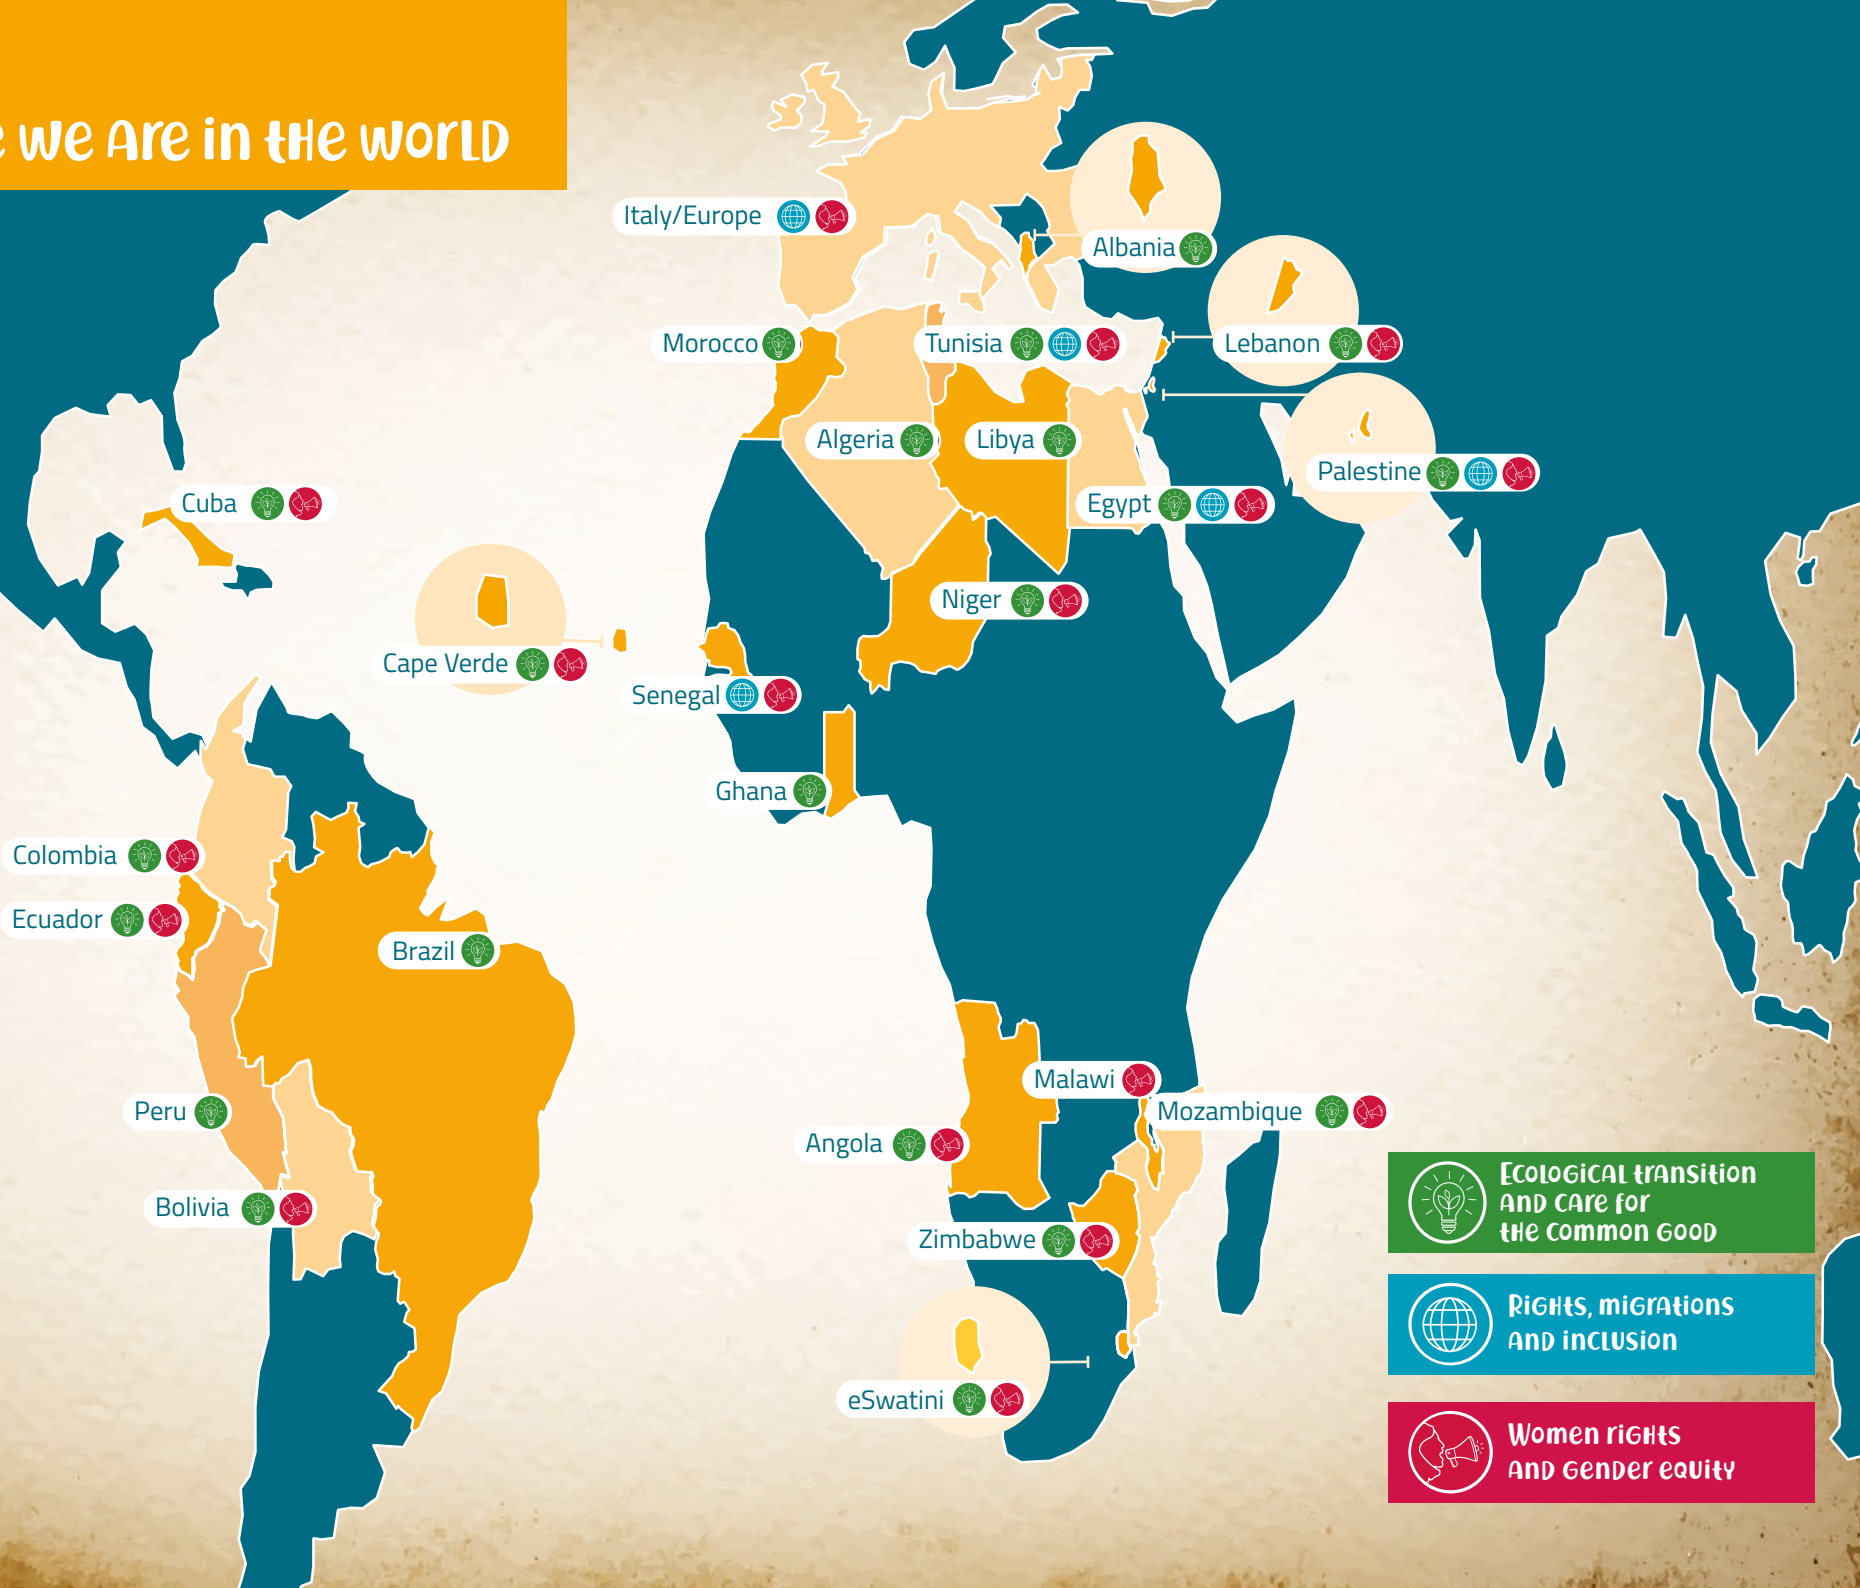 we are in the world
Italy/Europe
Albania
Morocco
Tunisia
Lebanon
Algeria
Libya
Palestine
Cuba
Egypt
Niger
Cape Verde
Senegal
Ghana
Colombia
Ecuador
Brazil
Malawi
Peru
Mozambique
Angola
Bolivia
Zimbabwe
eSwatini
Ecological transition
and care for
the common good
Rights, migrations
and inclusion
Women rights
and gender equity